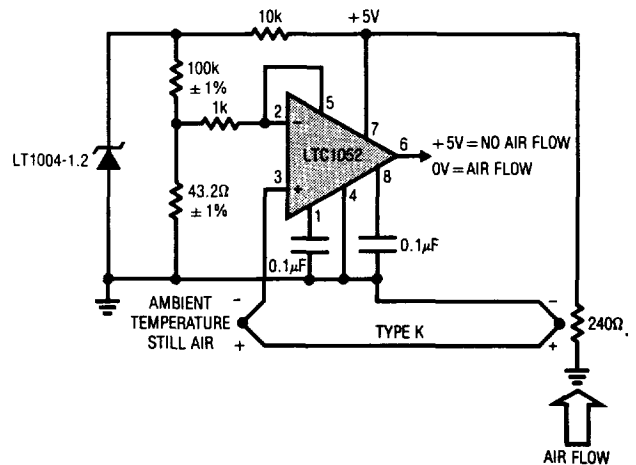 10k
+5V
100k
± 1%
1k
2
−
5
7
LTC1052
6
+5V = NO AIR FLOW
0V = AIR FLOW
LT1004-1.2
3
+
8
43.2Ω
± 1%
1
4
0.1µF
0.1µF
AMBIENT
TEMPERATURE
STILL AIR
−
+
TYPE K
−
+
240Ω
AIR FLOW